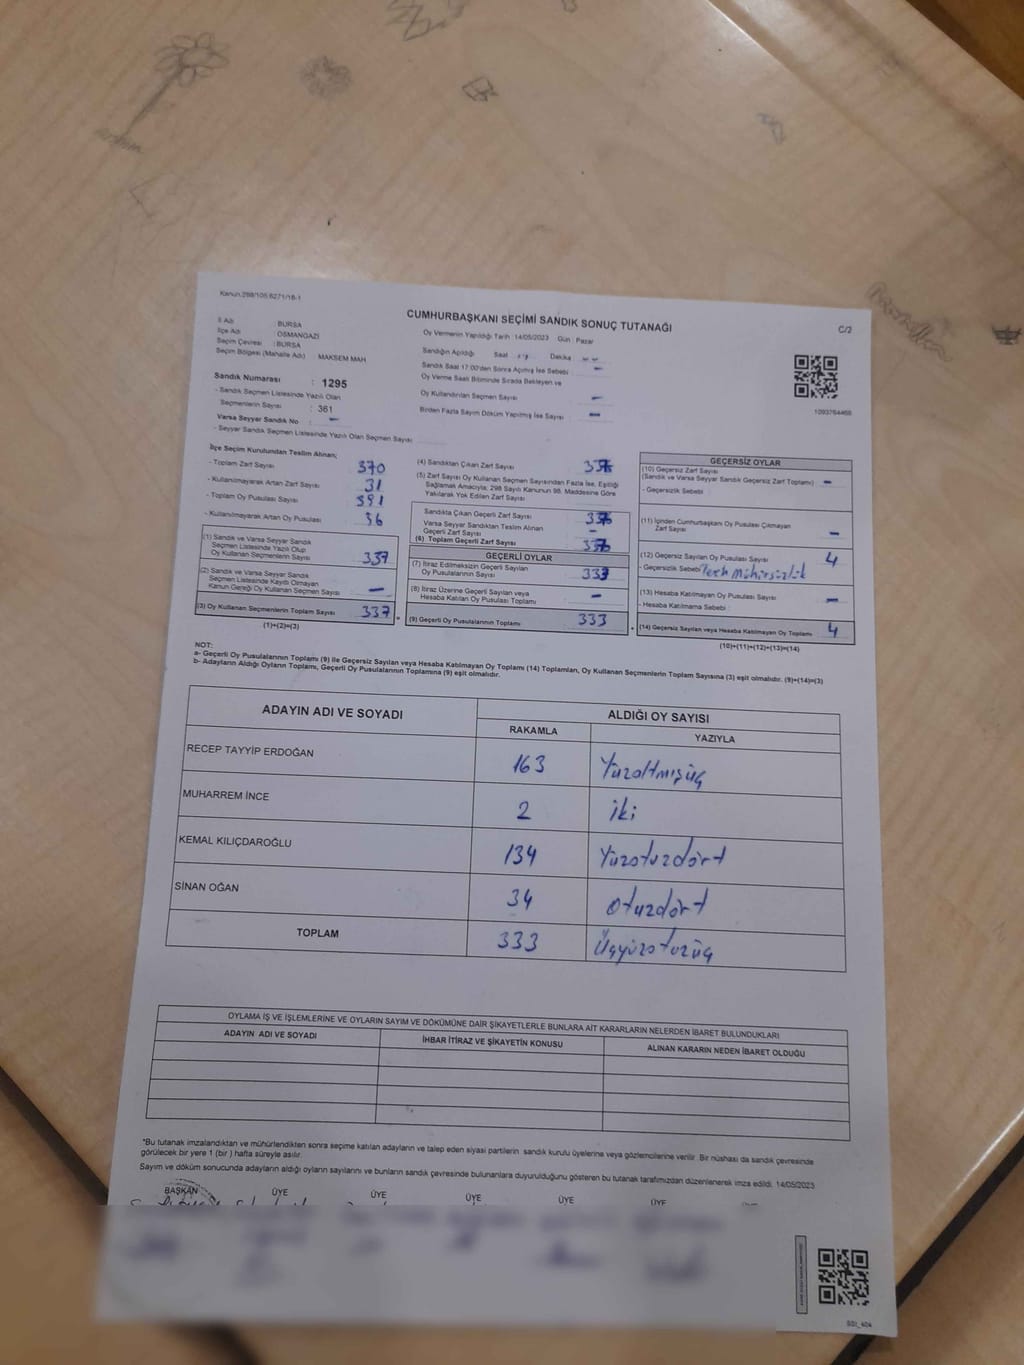 Kanun.298/105.6271/18-1
CUMHURBAŞKANI SEÇİMİ SANDIK SONUÇ TUTANAĞI
C/2
İl Adı : BURSA
İlçe Adı : OSMANGAZİ
Seçim Çevresi : BURSA
Seçim Bölgesi (Mahalle Adı) : MAKSEM MAH
Sandık Numarası : 1295
- Sandık Seçmen Listesinde Yazılı Olan
Seçmenlerin Sayısı : 361
Varsa Seyyar Sandık No : -
- Seyyar Sandık Seçmen Listesinde Yazılı Olan Seçmen Sayısı
Oy Vermenin Yapıldığı Tarih :14/05/2023 Gün : Pazar
Sandığın Açıldığı Saat Dakika
Sandık Saat 17:00'den Sonra Açılmış İse Sebebi : -
Oy Verme Saati Bitiminde Sırada Bekleyen ve
Oy Kullandırılan Seçmen Sayısı : -
Birden Fazla Sayım Döküm Yapılmış İse Sayısı : -
1093764466
İlçe Seçim Kurulundan Teslim Alınan;
- Toplam Zarf Sayısı 370
- Kullanılmayarak Artan Zarf Sayısı 31
- Toplam Oy Pusulası Sayısı 391
- Kullanılmayarak Artan Oy Pusulası 56
(1) Sandık ve Varsa Seyyar Sandık
Seçmen Listesinde Yazılı Olup
Oy Kullanan Seçmenlerin Sayısı 337
(2) Sandık ve Varsa Seyyar Sandık
Seçmen Listesinde Kaydı Olmayan
Kanun Gereği Oy Kullanan Seçmen Sayısı -
(3) Oy Kullanan Seçmenlerin Toplam Sayısı 337
(1)+(2)=(3)
(4) Sandıktan Çıkan Zarf Sayısı
(5) Zarf Sayısı Oy Kullanan Seçmen Sayısından Fazla İse, Eşitliği
Sağlamak Amacıyla; 298 Sayılı Kanunun 98. Maddesine Göre
Yakılarak Yok Edilen Zarf Sayısı
Sandıkta Çıkan Geçerli Zarf Sayısı
Varsa Seyyar Sandıktan Teslim Alınan
Geçerli Zarf Sayısı -
(6) Toplam Geçerli Zarf Sayısı
GEÇERLİ OYLAR
(7) İtiraz Edilmeksizin Geçerli Sayılan
Oy Pusulalarının Sayısı 333
(8) İtiraz Üzerine Geçerli Sayılan veya
Hesaba Katılan Oy Pusulası Toplamı -
(9) Geçerli Oy Pusulalarının Toplamı 333
GEÇERSİZ OYLAR
(10) Geçersiz Zarf Sayısı
(Sandık ve Varsa Seyyar Sandık Geçersiz Zarf Toplamı) -
- Geçersizlik Sebebi :
(11) İçinden Cumhurbaşkanı Oy Pusulası Çıkmayan
Zarf Sayısı -
(12) Geçersiz Sayılan Oy Pusulası Sayısı 4
- Geçersizlik Sebebi
(13) Hesaba Katılmayan Oy Pusulası Sayısı -
- Hesaba Katılmama Sebebi :
(14) Geçersiz Sayılan veya Hesaba Katılmayan Oy Toplamı 4
(10)+(11)+(12)+(13)=(14)
NOT:
a- Geçerli Oy Pusulalarının Toplamı (9) ile Geçersiz Sayılan veya Hesaba Katılmayan Oy Toplamı (14) Toplamları, Oy Kullanan Seçmenlerin Toplam Sayısına (3) eşit olmalıdır. (9)+(14)=(3)
b- Adayların Aldığı Oyların Toplamı, Geçerli Oy Pusulalarının Toplamına (9) eşit olmalıdır.
ADAYIN ADI VE SOYADI
ALDIĞI OY SAYISI
RAKAMLA YAZIYLA
RECEP TAYYİP ERDOĞAN 163 Yüzaltmışüç
MUHARREM İNCE 2 iki
KEMAL KILIÇDAROĞLU 134 Yüzotuzdört
SİNAN OĞAN 34 otuzdört
TOPLAM 333 Üçyüzotuzüç
OYLAMA İŞ VE İŞLEMLERİNE VE OYLARIN SAYIM VE DÖKÜMÜNE DAİR ŞİKAYETLERLE BUNLARA AİT KARARLARIN NELERDEN İBARET BULUNDUKLARI
ADAYIN ADI VE SOYADI İHBAR İTİRAZ VE ŞİKAYETİN KONUSU ALINAN KARARIN NEDEN İBARET OLDUĞU
*Bu tutanak imzalandıktan ve mühürlendikten sonra seçime katılan adayların ve talep eden siyasi partilerin sandık kurulu üyelerine veya gözlemcilerine verilir. Bir nüshası da sandık çevresinde
görülecek bir yere 1 (bir ) hafta süreyle asılır.
Sayım ve döküm sonucunda adayların aldığı oyların sayılarını ve bunların sandık çevresinde bulunanlara duyurulduğunu gösteren bu tutanak tarafımızdan düzenlenerek imza edildi. 14/05/2023
BAŞKAN ÜYE ÜYE ÜYE ÜYE ÜYE